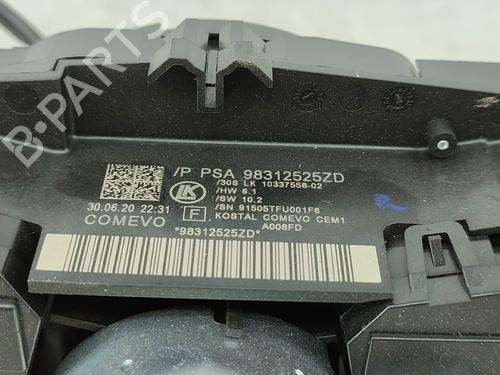 B-PARTS
/P PSA 98312525ZD
/30S LK 10337558-02
/HW 6.1
/SW 10.2
/SN 91505TFU001F6
LK
30.06.20 22:31
F
KOSTAL COMEVO CEM1
COMEVO
A008FD
*98312525ZD*